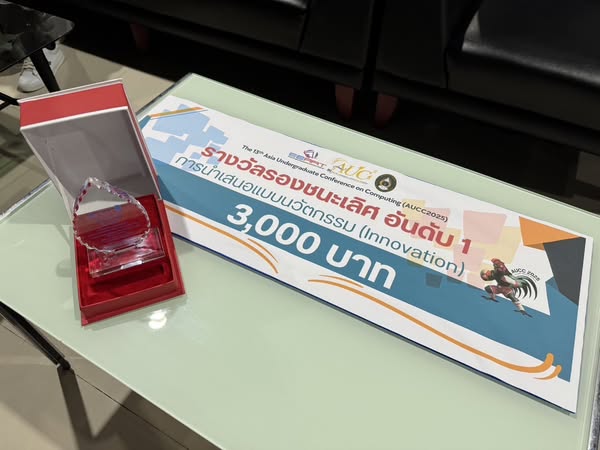 AUCC
The 13th Asia Undergraduate Conference on Computing (AUCC2025)
รางวัลรองชนะเลิศ อันดับ 1
การนำเสนอแบบนวัตกรรม (Innovation)
3,000 บาท
AUCC 2025